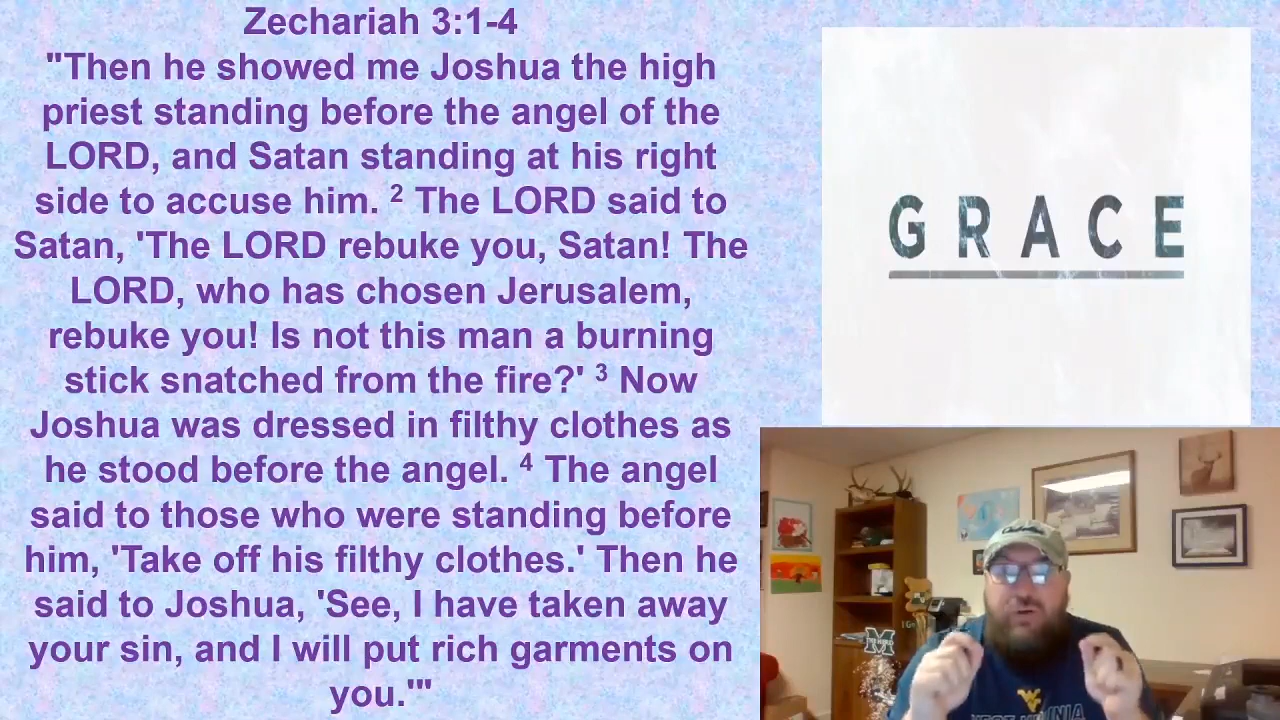 Zechariah 3:1-4
"Then he showed me Joshua the high
priest standing before the angel of the
LORD, and Satan standing at his right
side to accuse him. ² The LORD said to
Satan, 'The LORD rebuke you, Satan! The
LORD, who has chosen Jerusalem,
rebuke you! Is not this man a burning
stick snatched from the fire?' ³ Now
Joshua was dressed in filthy clothes as
he stood before the angel. ⁴ The angel
said to those who were standing before
him, 'Take off his filthy clothes.' Then he
said to Joshua, 'See, I have taken away
your sin, and I will put rich garments on
you.'"
GRACE
M
WV